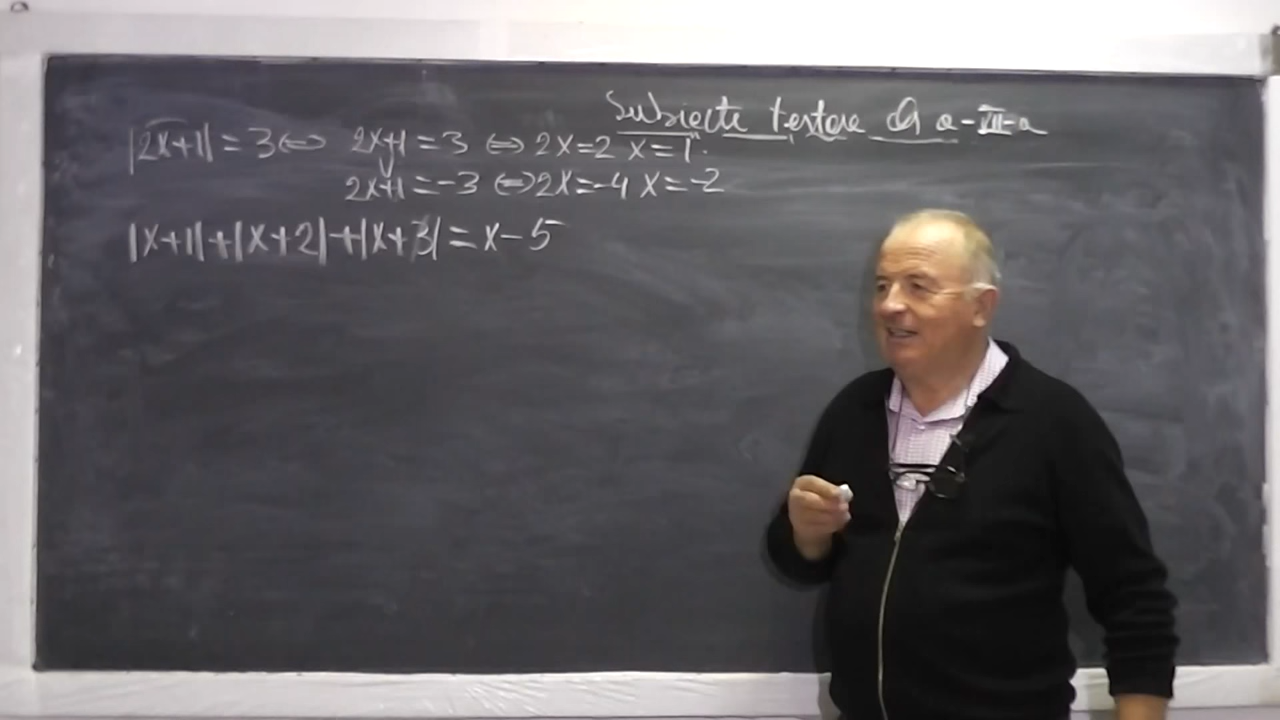 Subiecte testare a-XII-a
|2x+1| = 3 ⇔ 2x+1 = 3 ⇔ 2x=2 x=1
2x+1 = -3 ⇔ 2x=-4 x=-2
|x+1|+|x+2|+|x+3| = x-5